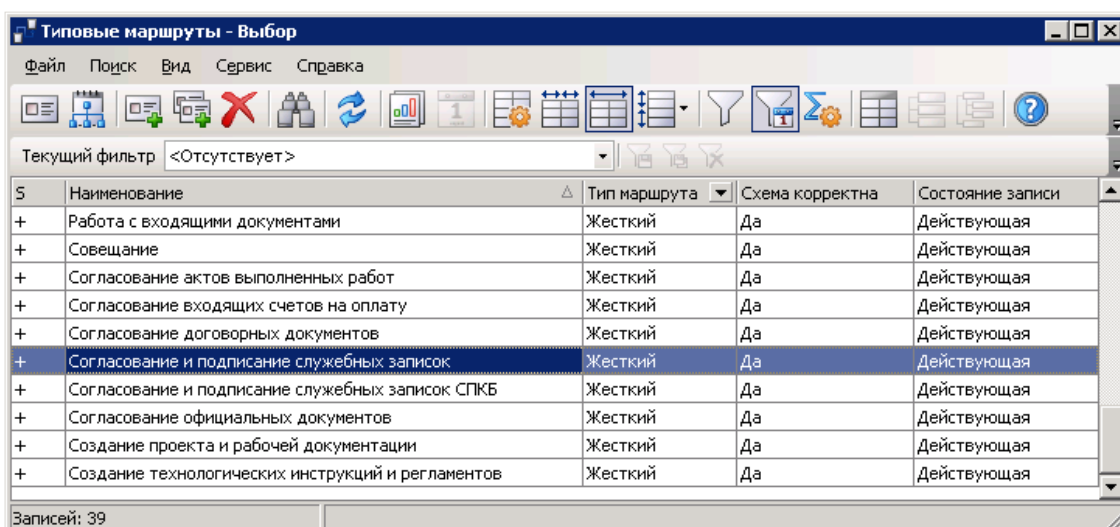 Типовые маршруты - Выбор
Файл Поиск Вид Сервис Справка
Текущий фильтр <Отсутствует>
S Наименование Тип маршрута Схема корректна Состояние записи
+ Работа с входящими документами Жесткий Да Действующая
+ Совещание Жесткий Да Действующая
+ Согласование актов выполненных работ Жесткий Да Действующая
+ Согласование входящих счетов на оплату Жесткий Да Действующая
+ Согласование договорных документов Жесткий Да Действующая
+ Согласование и подписание служебных записок Жесткий Да Действующая
+ Согласование и подписание служебных записок СПКБ Жесткий Да Действующая
+ Согласование официальных документов Жесткий Да Действующая
+ Создание проекта и рабочей документации Жесткий Да Действующая
+ Создание технологических инструкций и регламентов Жесткий Да Действующая
Записей: 39